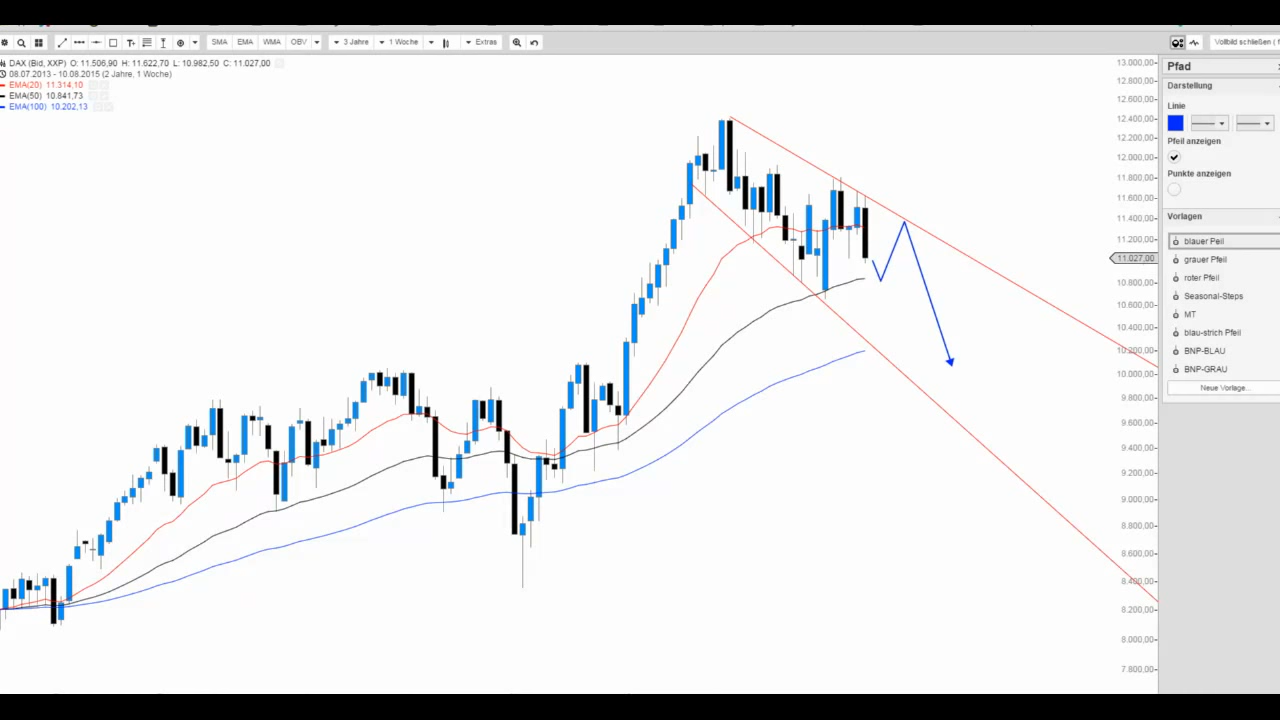 SMA EMA WMA OBV 3 Jahre 1 Woche Extras Vollbild schließen ( f
DAX (Bid, XXP) O: 11.506,90 H: 11.622,70 L: 10.982,50 C: 11.027,00
08.07.2013 - 10.08.2015 (2 Jahre, 1 Woche)
EMA(20) 11.314,10
EMA(50) 10.841,73
EMA(100) 10.202,13
13.000,00
12.800,00
12.600,00
12.400,00
12.200,00
12.000,00
11.800,00
11.600,00
11.400,00
11.200,00
11.027,00
10.800,00
10.600,00
10.400,00
10.200,00
10.000,00
9.800,00
9.600,00
9.400,00
9.200,00
9.000,00
8.800,00
8.600,00
8.400,00
8.200,00
8.000,00
7.800,00
Pfad
Darstellung
Linie
Pfeil anzeigen
Punkte anzeigen
Vorlagen
blauer Peil
grauer Pfeil
roter Pfeil
Seasonal-Steps
MT
blau-strich Pfeil
BNP-BLAU
BNP-GRAU
Neue Vorlage...